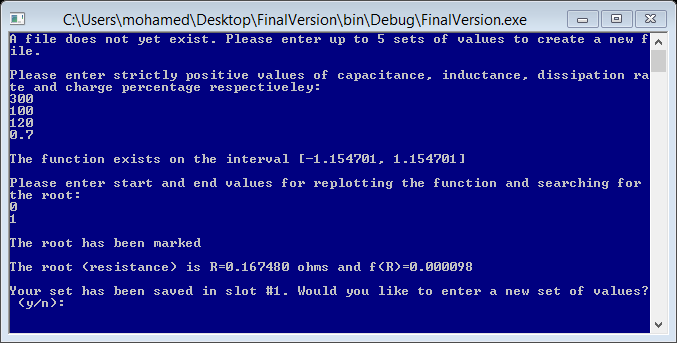 C:\Users\mohamed\Desktop\FinalVersion\bin\Debug\FinalVersion.exe
A file does not yet exist. Please enter up to 5 sets of values to create a new f
ile.
Please enter strictly positive values of capacitance, inductance, dissipation ra
te and charge percentage respectiveley:
300
100
120
0.7
The function exists on the interval [-1.154701, 1.154701]
Please enter start and end values for replotting the function and searching for
the root:
0
1
The root has been marked
The root (resistance) is R=0.167480 ohms and f(R)=0.000098
Your set has been saved in slot #1. Would you like to enter a new set of values?
(y/n):